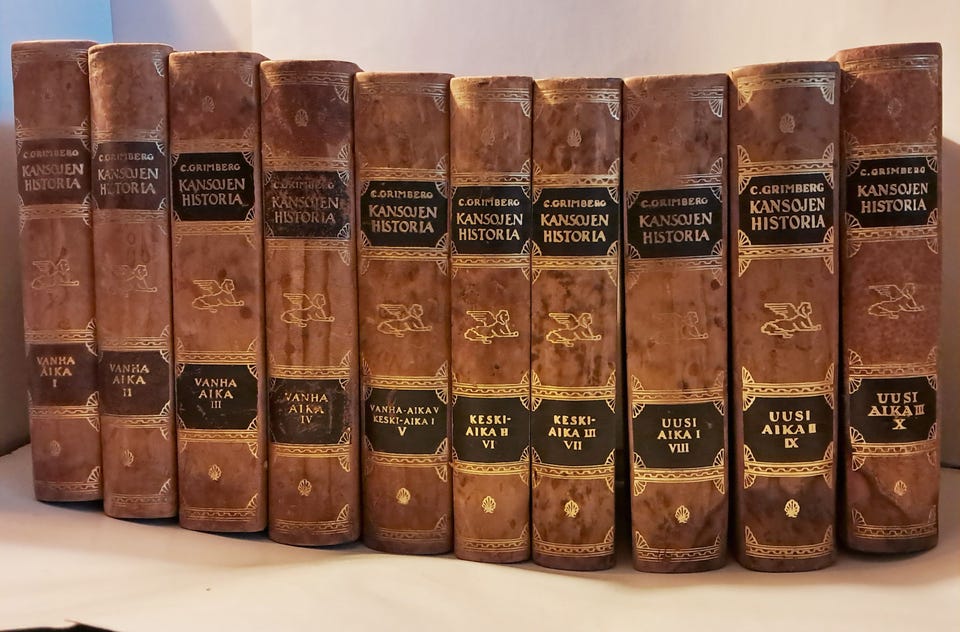 C. GRIMBERG
KANSOJEN
HISTORIA
VANHA
AIKA
I
C. GRIMBERG
KANSOJEN
HISTORIA
VANHA
AIKA
II
C. GRIMBERG
KANSOJEN
HISTORIA
VANHA
AIKA
III
C. GRIMBERG
KANSOJEN
HISTORIA
VANHA
AIKA
IV
C. GRIMBERG
KANSOJEN
HISTORIA
VANHA-AIKA V
KESKI-AIKA I
V
C. GRIMBERG
KANSOJEN
HISTORIA
KESKI-
AIKA II
VI
C. GRIMBERG
KANSOJEN
HISTORIA
KESKI-
AIKA III
VII
C. GRIMBERG
KANSOJEN
HISTORIA
UUSI
AIKA I
VIII
C. GRIMBERG
KANSOJEN
HISTORIA
UUSI
AIKA II
IX
C. GRIMBERG
KANSOJEN
HISTORIA
UUSI
AIKA III
X